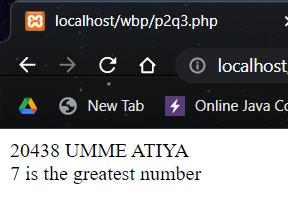 localhost/wbp/p2q3.php
localhost
New Tab
Online Java Co
20438 UMME ATIYA
7 is the greatest number